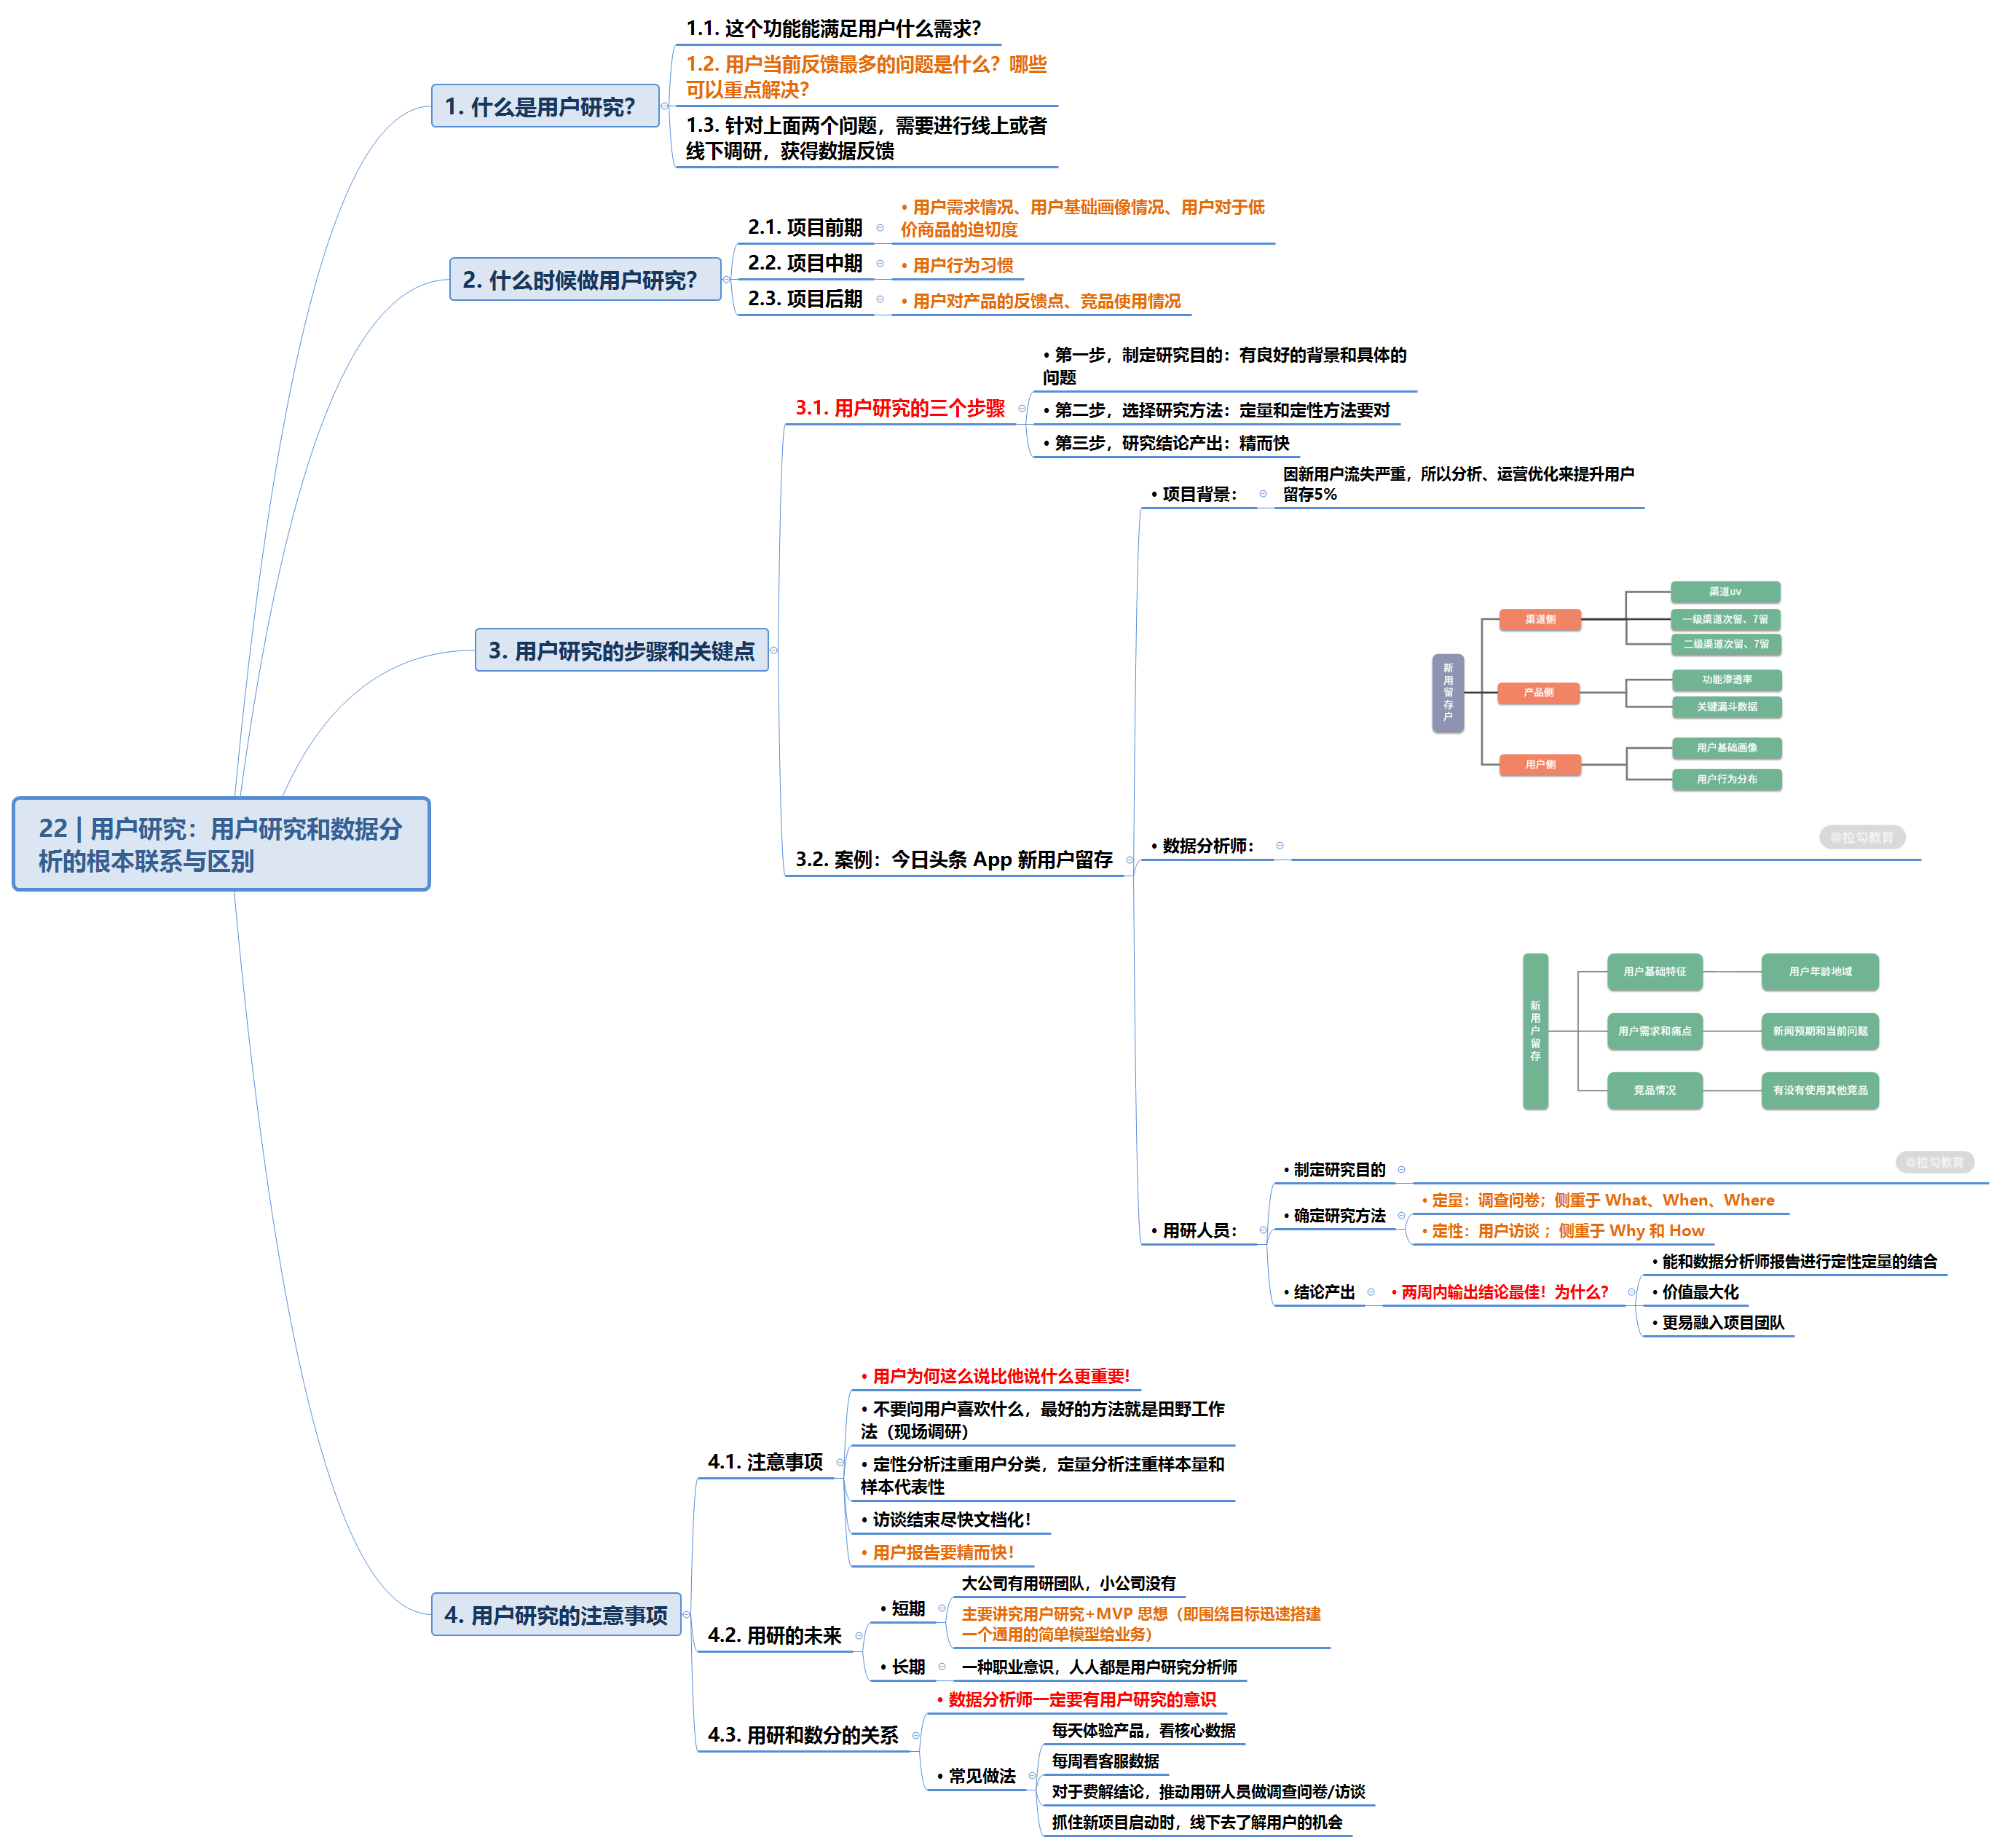 22 | 用户研究：用户研究和数据分
析的根本联系与区别
1. 什么是用户研究？
1.1. 这个功能能满足用户什么需求？
1.2. 用户当前反馈最多的问题是什么？哪些
可以重点解决？
1.3. 针对上面两个问题，需要进行线上或者
线下调研，获得数据反馈
2. 什么时候做用户研究？
2.1. 项目前期
• 用户需求情况、用户基础画像情况、用户对于低
价商品的迫切度
2.2. 项目中期
• 用户行为习惯
2.3. 项目后期
• 用户对产品的反馈点、竞品使用情况
3. 用户研究的步骤和关键点
3.1. 用户研究的三个步骤
• 第一步，制定研究目的：有良好的背景和具体的
问题
• 第二步，选择研究方法：定量和定性方法要对
• 第三步，研究结论产出：精而快
3.2. 案例：今日头条 App 新用户留存
• 项目背景：
因新用户流失严重，所以分析、运营优化来提升用户
留存5%
• 数据分析师：
新用留存户
渠道侧
渠道uv
一级渠道次留、7留
二级渠道次留、7留
产品侧
功能渗透率
关键漏斗数据
用户侧
用户基础画像
用户行为分布
@拉勾教育
• 用研人员：
• 制定研究目的
新用户留存
用户基础特征
用户年龄地域
用户需求和痛点
新闻预期和当前问题
竞品情况
有没有使用其他竞品
@拉勾教育
• 确定研究方法
• 定量：调查问卷；侧重于 What、When、Where
• 定性：用户访谈 ；侧重于 Why 和 How
• 结论产出
• 两周内输出结论最佳！为什么？
• 能和数据分析师报告进行定性定量的结合
• 价值最大化
• 更易融入项目团队
4. 用户研究的注意事项
4.1. 注意事项
• 用户为何这么说比他说什么更重要!
• 不要问用户喜欢什么，最好的方法就是田野工作
法（现场调研）
• 定性分析注重用户分类，定量分析注重样本量和
样本代表性
• 访谈结束尽快文档化！
• 用户报告要精而快！
4.2. 用研的未来
• 短期
大公司有用研团队，小公司没有
主要讲究用户研究+MVP 思想（即围绕目标迅速搭建
一个通用的简单模型给业务）
• 长期
一种职业意识，人人都是用户研究分析师
4.3. 用研和数分的关系
• 数据分析师一定要有用户研究的意识
• 常见做法
每天体验产品，看核心数据
每周看客服数据
对于费解结论，推动用研人员做调查问卷/访谈
抓住新项目启动时，线下去了解用户的机会